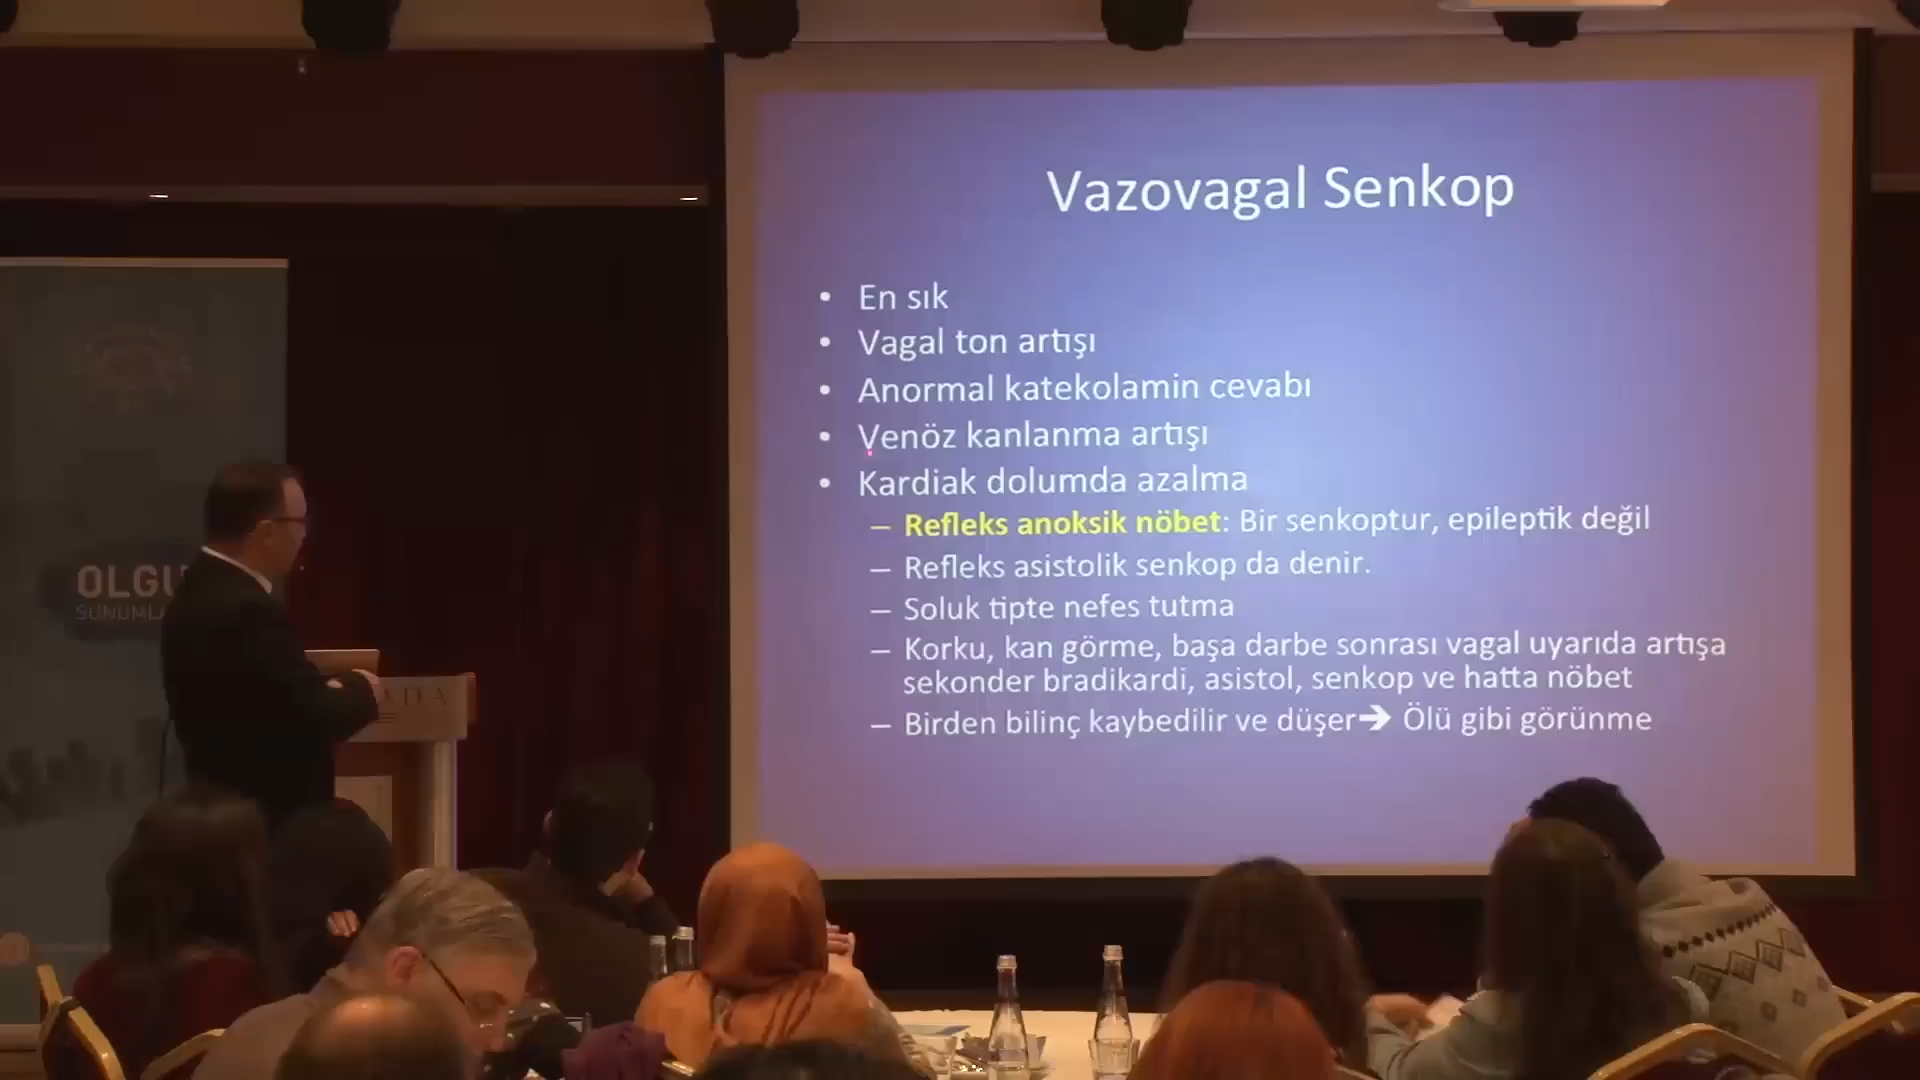 Vazovagal Senkop
• En sık
• Vagal ton artışı
• Anormal katekolamin cevabı
• Venöz kanlanma artışı
• Kardiak dolumda azalma
– Refleks anoksik nöbet: Bir senkoptur, epileptik değil
– Refleks asistolik senkop da denir.
– Soluk tipte nefes tutma
– Korku, kan görme, başa darbe sonrası vagal uyarıda artışa
sekonder bradikardi, asistol, senkop ve hatta nöbet
– Birden bilinç kaybedilir ve düşer➔ Ölü gibi görünme
OLGU
SUNUMLA